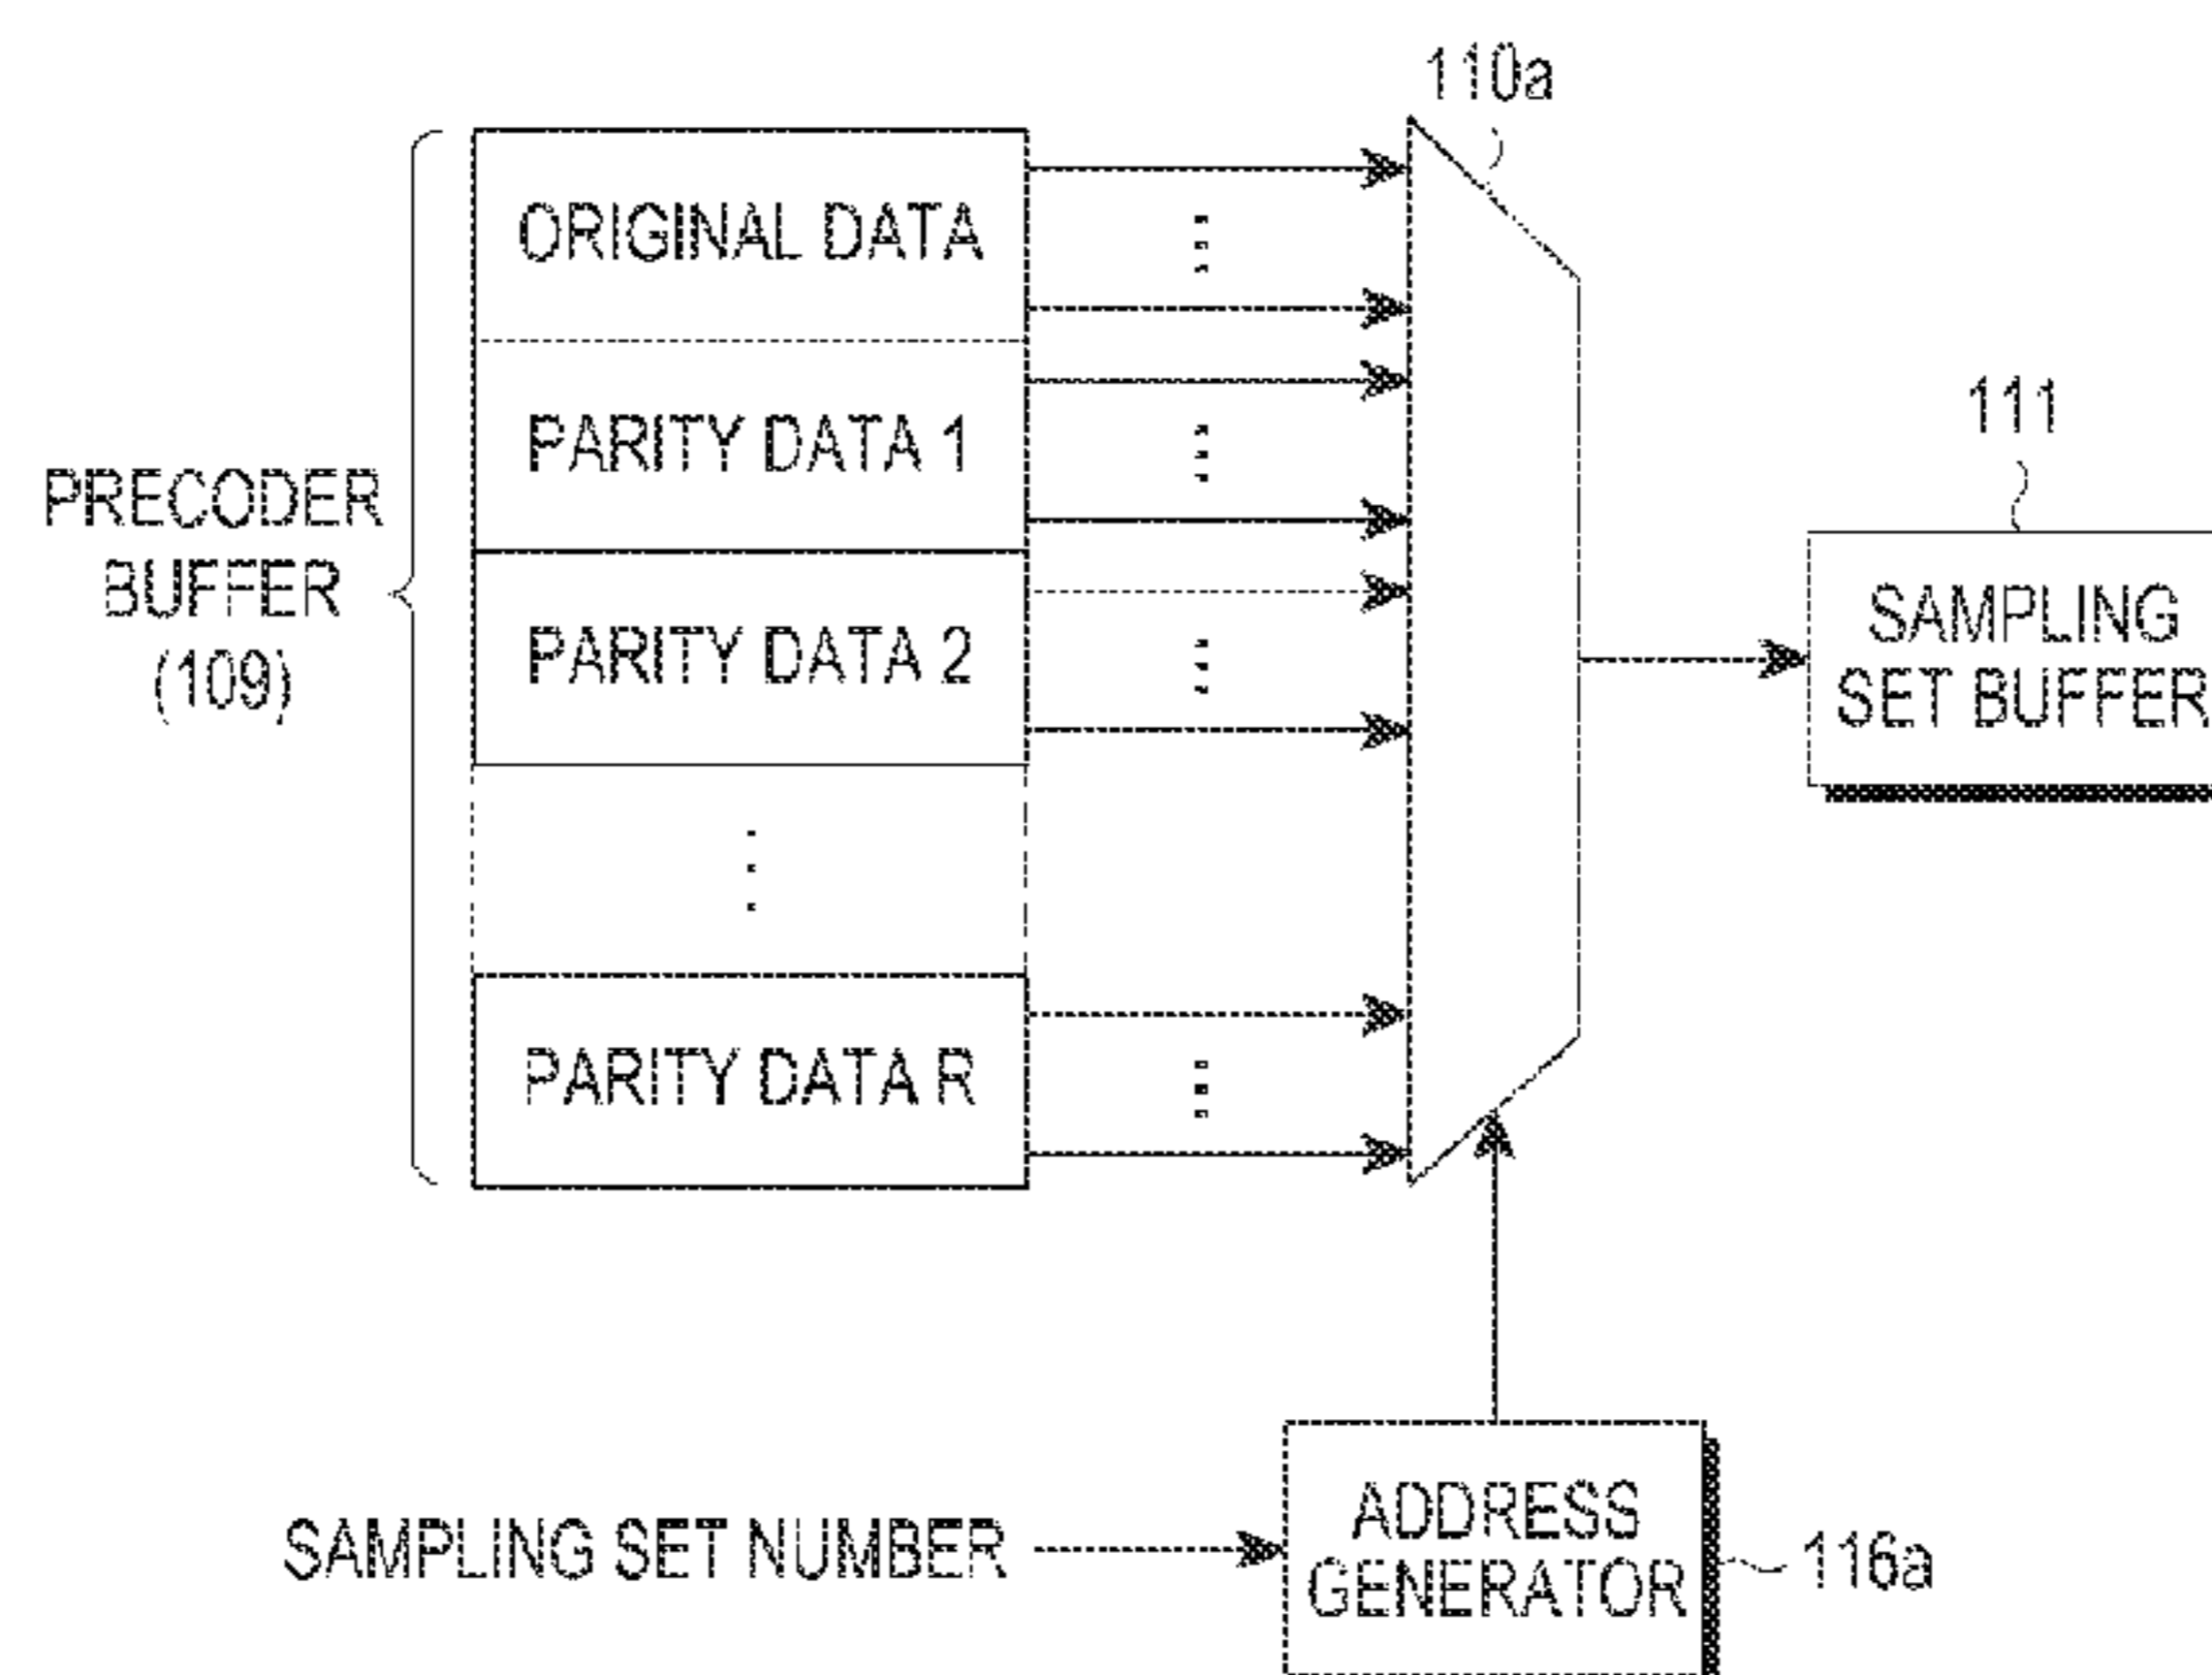 110a
ORIGINAL DATA
PARITY DATA 1
111
PRECODER
BUFFER
(109)
SAMPLING
SET BUFFER
PARITY DATA 2
PARITY DATA R
SAMPLING SET NUMBER
ADDRESS
GENERATOR
116a